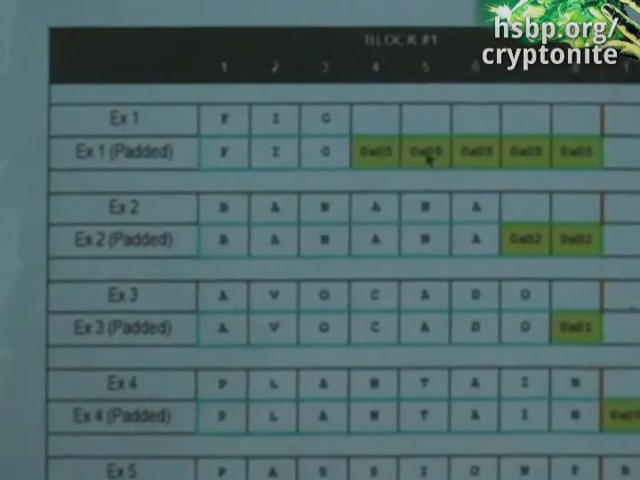 hsbp.org/
cryptonite
BLOCK #1
1 2 3 4 5 6
Ex 1 F I G
Ex 1 (Padded) F I G 0x05 0x05 0x05 0x05 0x05
Ex 2 B A N A N A
Ex 2 (Padded) B A N A N A 0x02 0x02
Ex 3 A V O C A D O
Ex 3 (Padded) A V O C A D O 0x01
Ex 4 P L A N T A I N
Ex 4 (Padded) P L A N T A I N
Ex 5 P A S S I O N F R